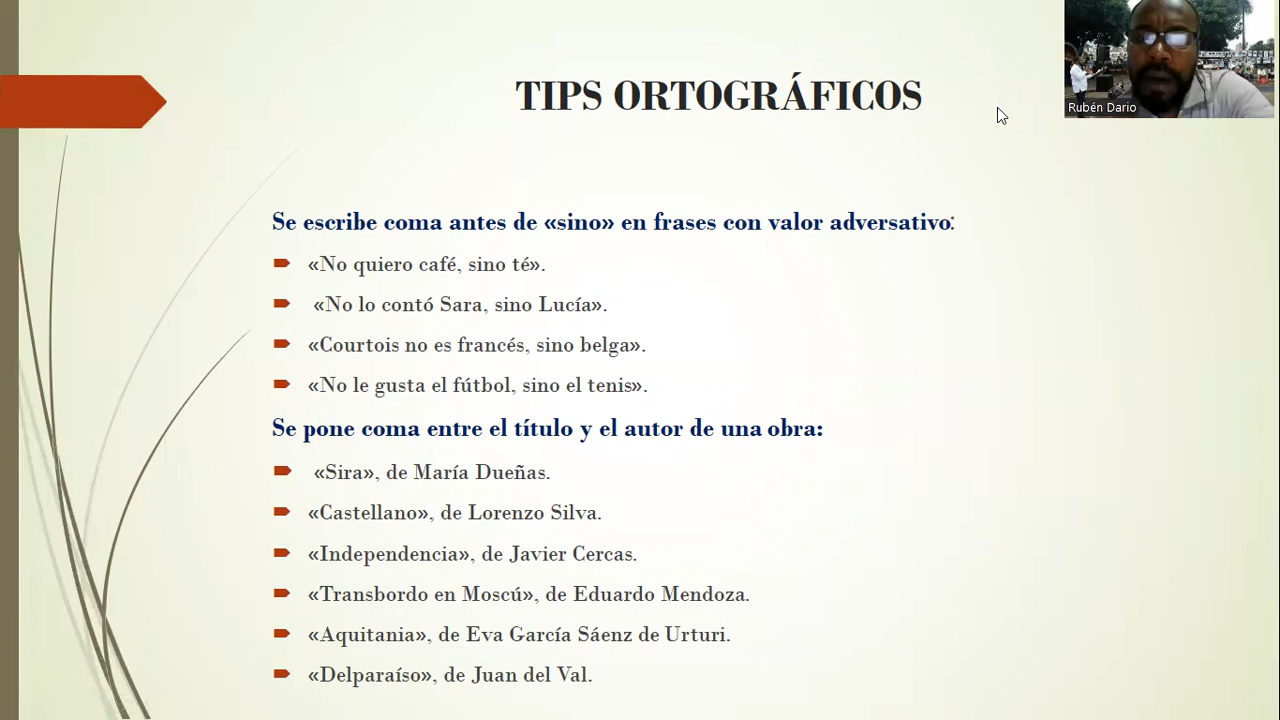 TIPS ORTOGRÁFICOS
Rubén Dario
Se escribe coma antes de «sino» en frases con valor adversativo:
«No quiero café, sino té».
«No lo contó Sara, sino Lucía».
«Courtois no es francés, sino belga».
«No le gusta el fútbol, sino el tenis».
Se pone coma entre el título y el autor de una obra:
«Sira», de María Dueñas.
«Castellano», de Lorenzo Silva.
«Independencia», de Javier Cercas.
«Transbordo en Moscú», de Eduardo Mendoza.
«Aquitania», de Eva García Sáenz de Urturi.
«Delparaíso», de Juan del Val.